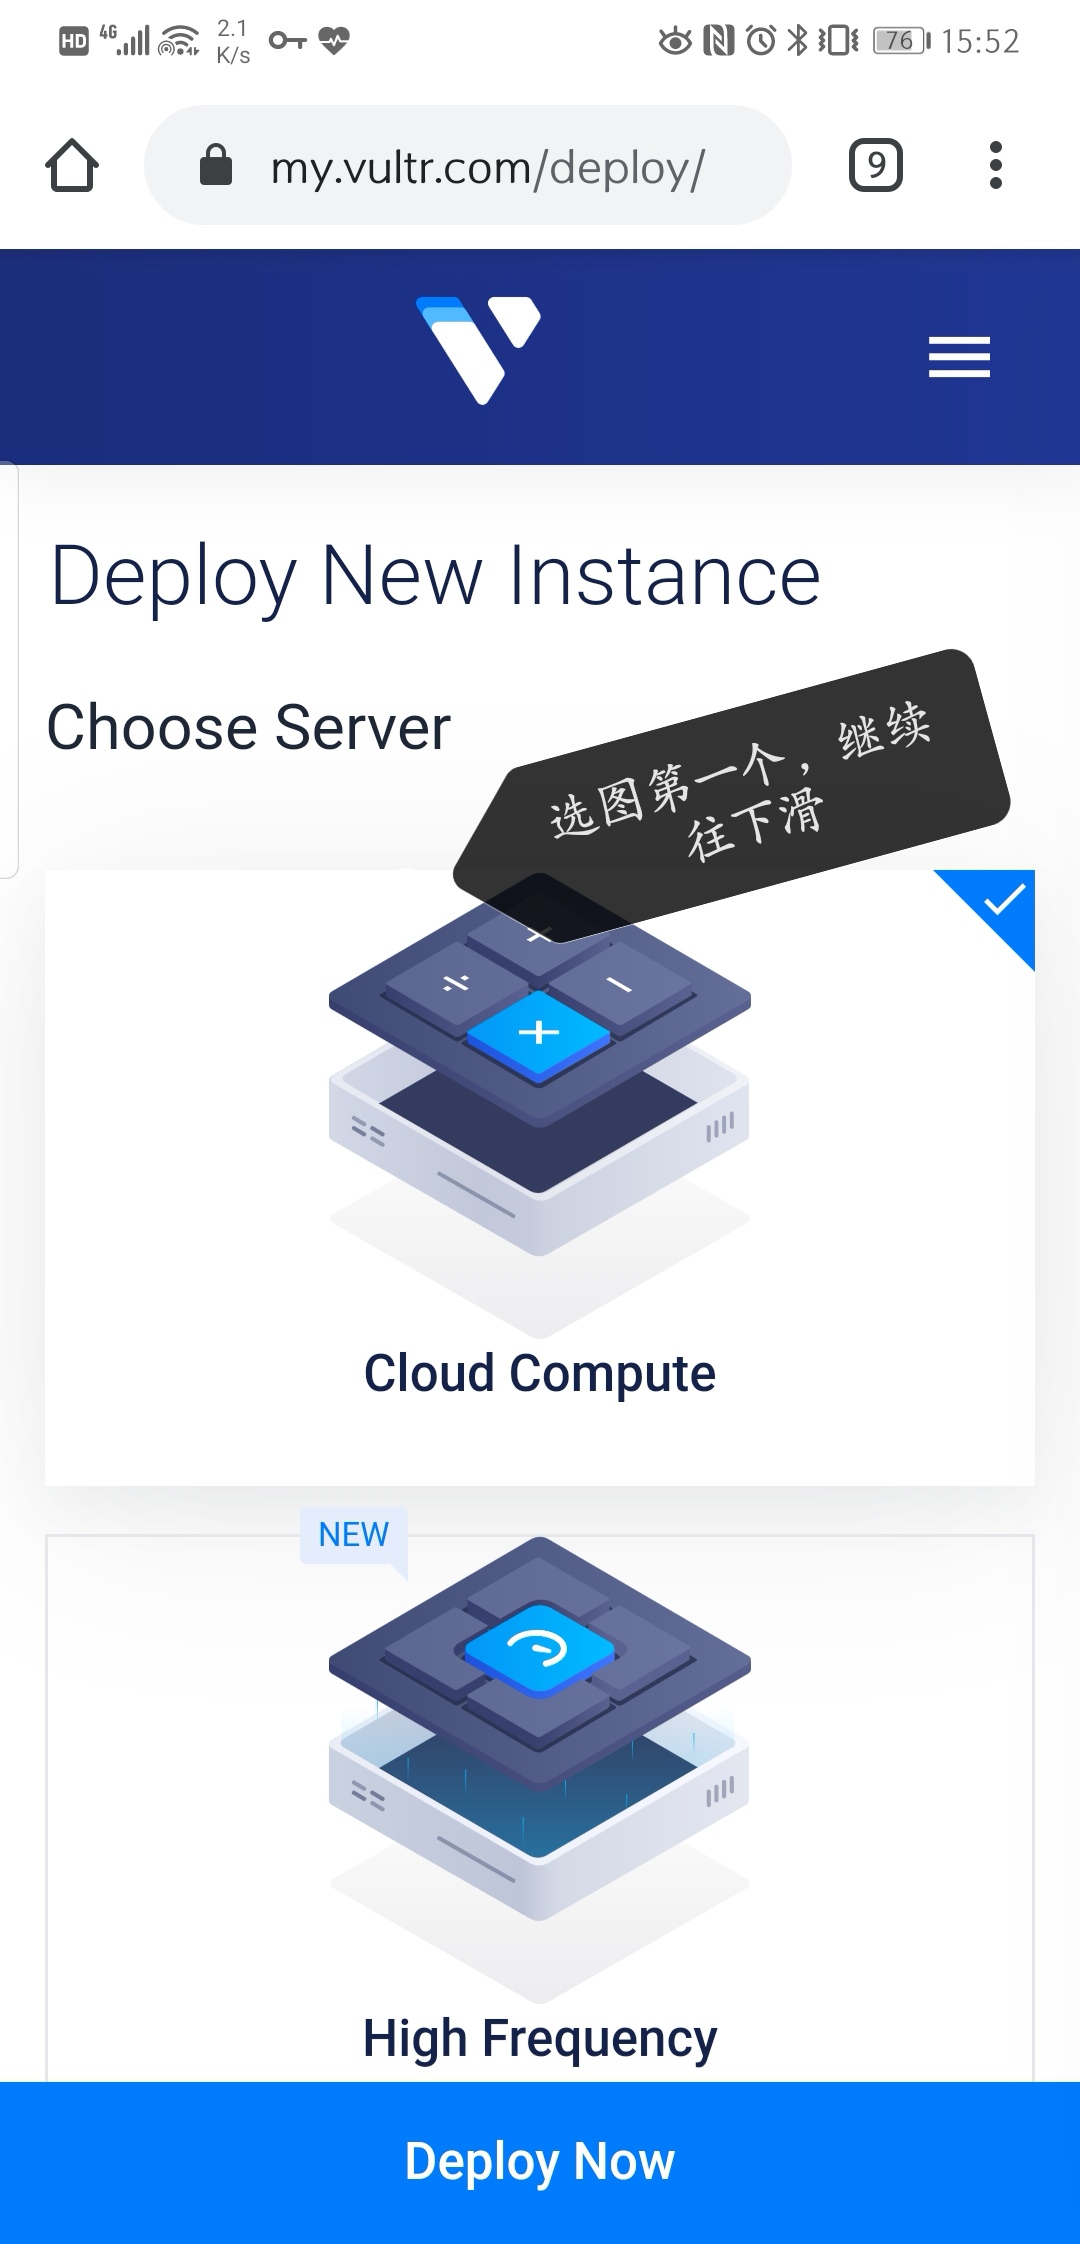 HD 4G 2.1 K/s 76 15:52
my.vultr.com/deploy/ 9
Deploy New Instance
Choose Server
选图第一个，继续
往下滑
Cloud Compute
NEW
High Frequency
Deploy Now